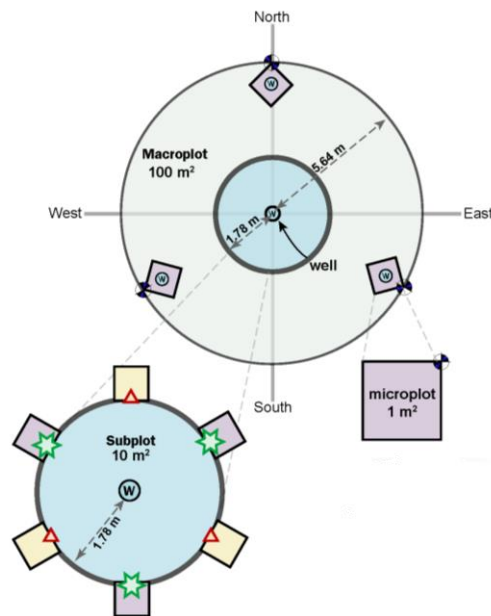 North
W
5.64 m
Macroplot
100 m²
West
W
East
1.78 m
well
W
W
South
microplot
1 m²
Subplot
10 m²
W
1.78 m